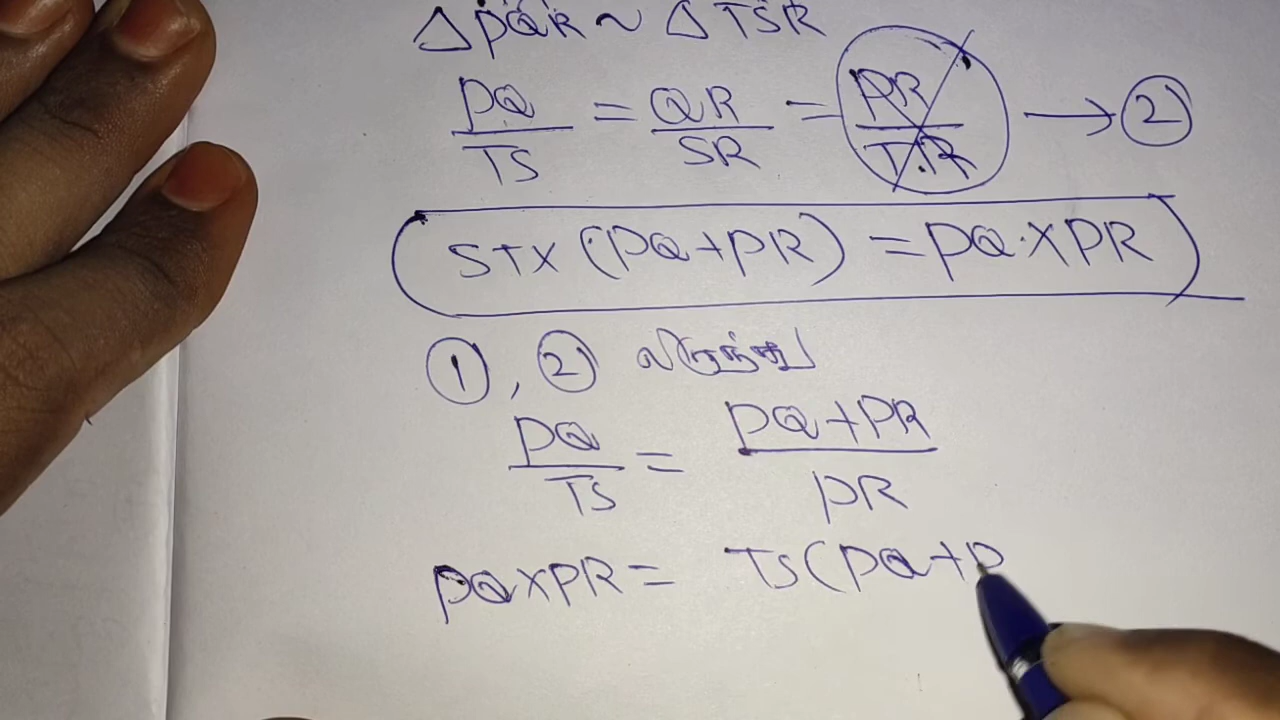 △PQR ~ △TSR
PQ/TS = QR/SR = PR/TR → ②
ST×(PQ+PR) = PQ×PR
①, ② லிருந்து
PQ/TS = PQ+PR/PR
PQ×PR = TS(PQ+P